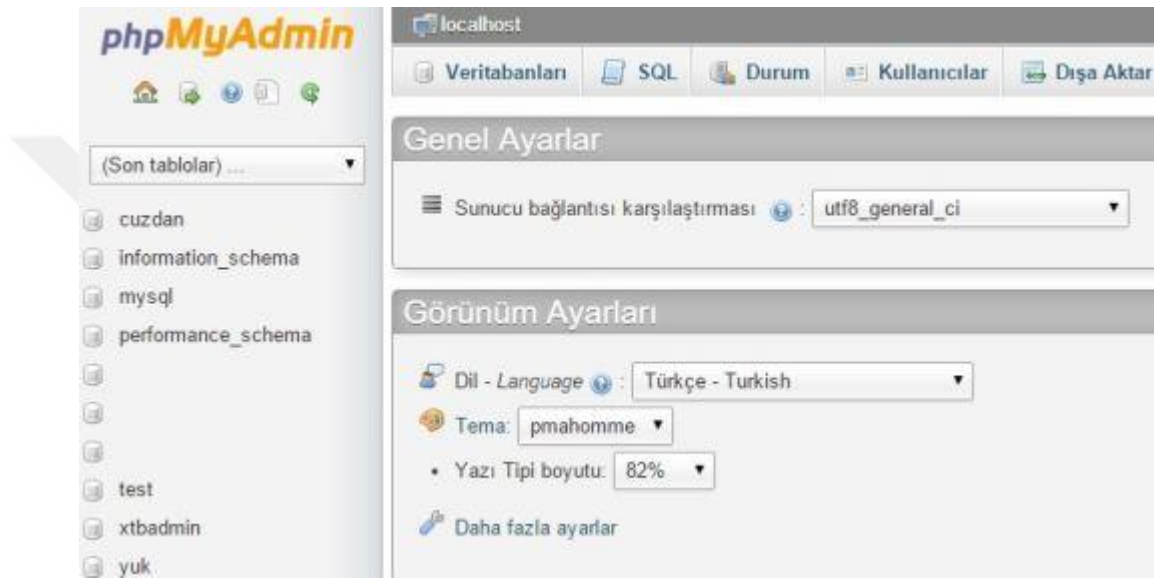 phpMyAdmin
(Son tablolar) ...
cuzdan
information_schema
mysql
performance_schema
test
xtbadmin
yuk
localhost
Veritabanları SQL Durum Kullanıcılar Dışa Aktar
Genel Ayarlar
Sunucu bağlantısı karşılaştırması : utf8_general_ci
Görünüm Ayarları
Dil - Language : Türkçe - Turkish
Tema: pmahomme
• Yazı Tipi boyutu: 82%
Daha fazla ayarlar